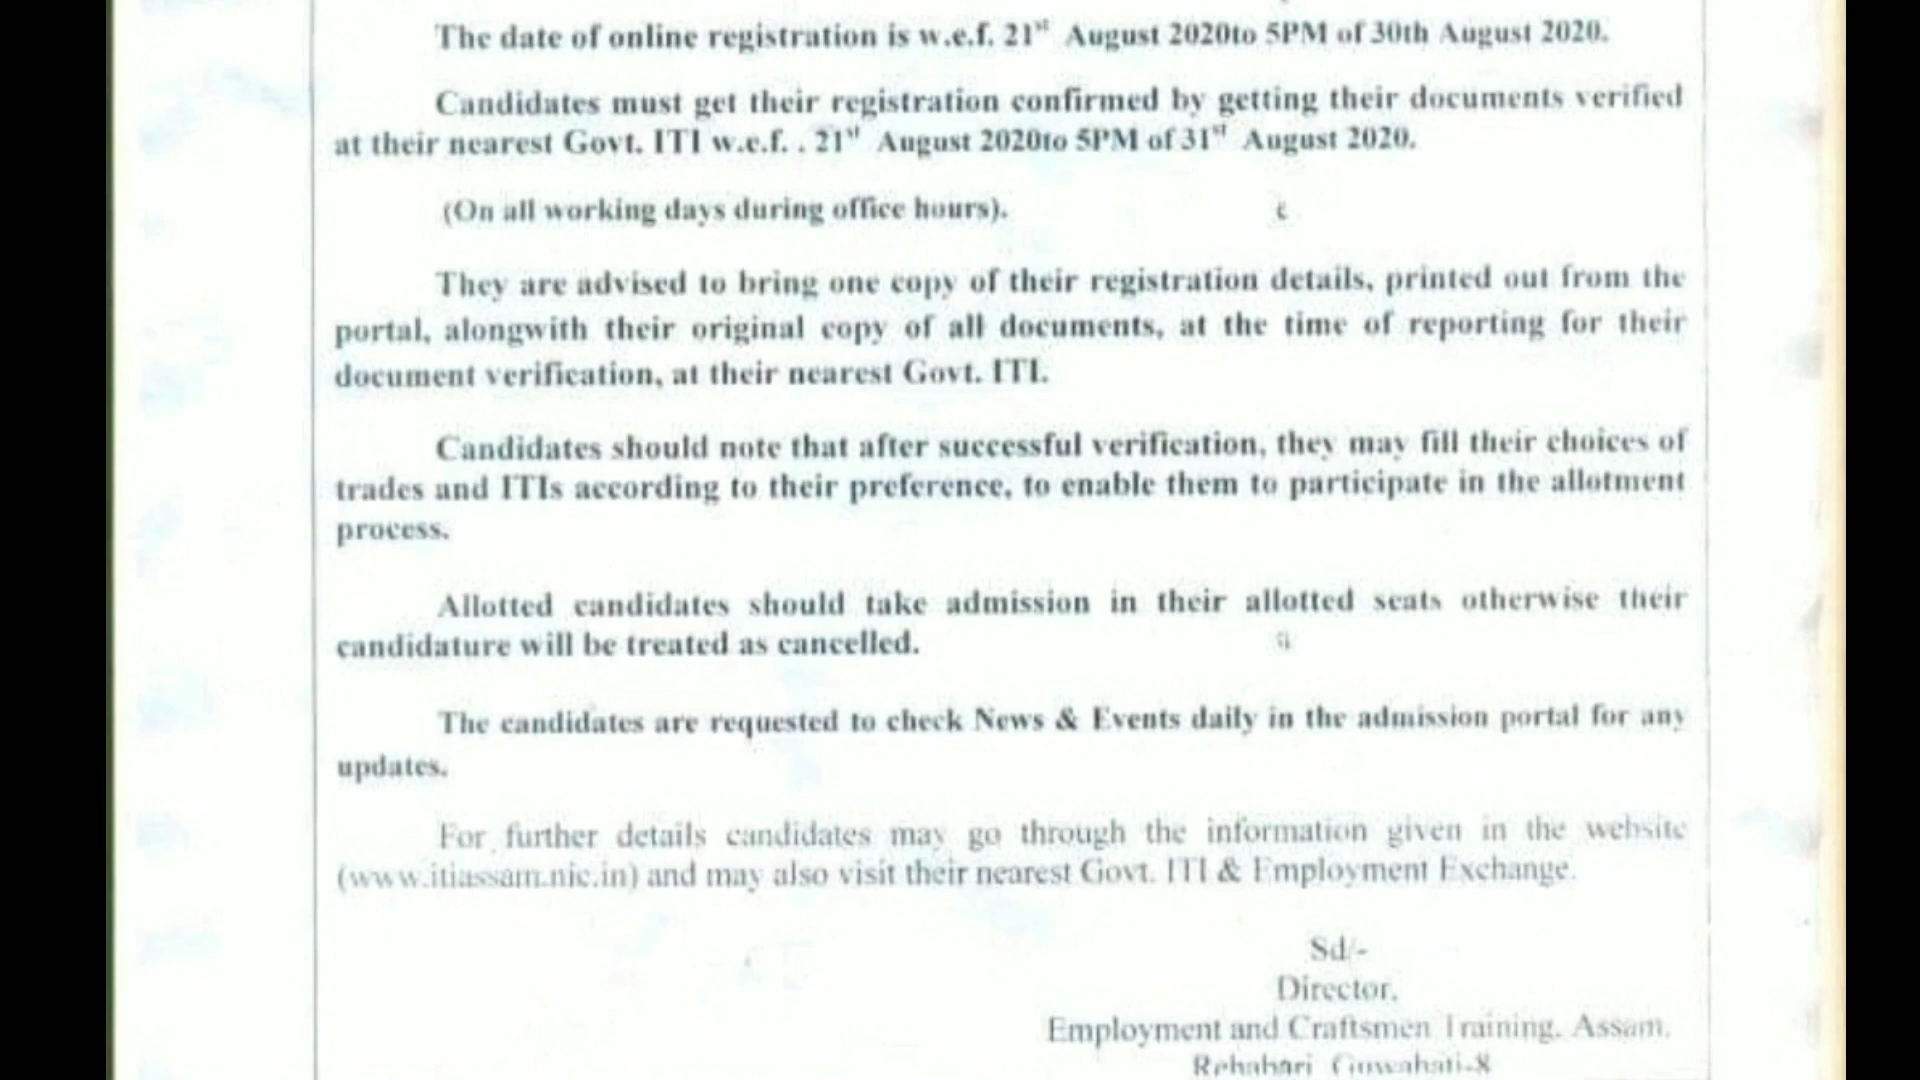 The date of online registration is w.e.f. 21st August 2020to 5PM of 30th August 2020.
Candidates must get their registration confirmed by getting their documents verified
at their nearest Govt. ITI w.e.f. . 21st August 2020to 5PM of 31st August 2020.
(On all working days during office hours).
They are advised to bring one copy of their registration details, printed out from the
portal, alongwith their original copy of all documents, at the time of reporting for their
document verification, at their nearest Govt. ITI.
Candidates should note that after successful verification, they may fill their choices of
trades and ITIs according to their preference, to enable them to participate in the allotment
process.
Allotted candidates should take admission in their allotted seats otherwise their
candidature will be treated as cancelled.
The candidates are requested to check News & Events daily in the admission portal for any
updates.
For further details candidates may go through the information given in the website
(www.itiassam.nic.in) and may also visit their nearest Govt. ITI & Employment Exchange.
Sd/-
Director,
Employment and Craftsmen Training, Assam.
Rehabari Guwahati-8